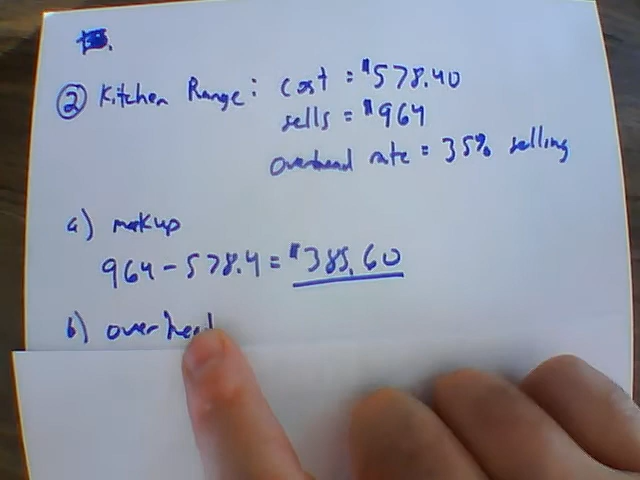 ② Kitchen Range: cost = $578.40
sells = $964
overhead rate = 35% selling
a) markup
964 - 578.4 = $385.60
b) overhead